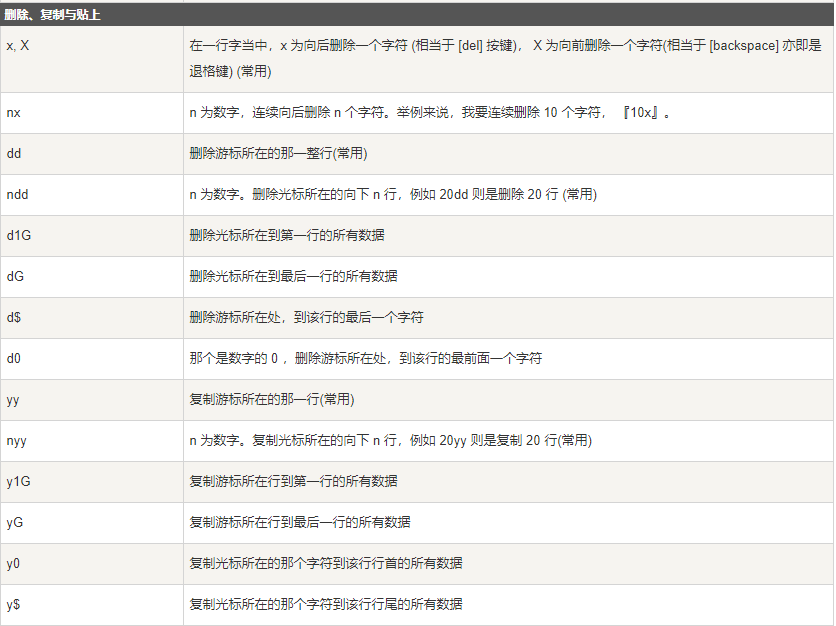 删除、复制与贴上
x, X
在一行字当中，x 为向后删除一个字符 (相当于 [del] 按键)， X 为向前删除一个字符(相当于 [backspace] 亦即是
退格键) (常用)
nx
n 为数字，连续向后删除 n 个字符。举例来说，我要连续删除 10 个字符， 『10x』。
dd
删除游标所在的那一整行(常用)
ndd
n 为数字。删除光标所在的向下 n 行，例如 20dd 则是删除 20 行 (常用)
d1G
删除光标所在到第一行的所有数据
dG
删除光标所在到最后一行的所有数据
d$
删除游标所在处，到该行的最后一个字符
d0
那个是数字的 0 ，删除游标所在处，到该行的最前面一个字符
yy
复制游标所在的那一行(常用)
nyy
n 为数字。复制光标所在的向下 n 行，例如 20yy 则是复制 20 行(常用)
y1G
复制游标所在行到第一行的所有数据
yG
复制游标所在行到最后一行的所有数据
y0
复制光标所在的那个字符到该行行首的所有数据
y$
复制光标所在的那个字符到该行行尾的所有数据